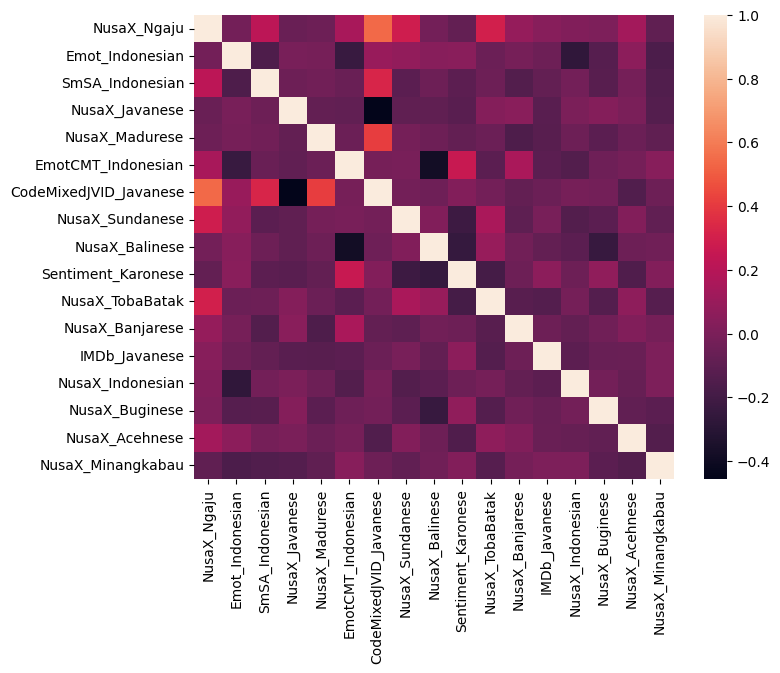 NusaX_Ngaju
Emot_Indonesian
SmSA_Indonesian
NusaX_Javanese
NusaX_Madurese
EmotCMT_Indonesian
CodeMixedJVID_Javanese
NusaX_Sundanese
NusaX_Balinese
Sentiment_Karonese
NusaX_TobaBatak
NusaX_Banjarese
IMDb_Javanese
NusaX_Indonesian
NusaX_Buginese
NusaX_Acehnese
NusaX_Minangkabau
NusaX_Ngaju
Emot_Indonesian
SmSA_Indonesian
NusaX_Javanese
NusaX_Madurese
EmotCMT_Indonesian
CodeMixedJVID_Javanese
NusaX_Sundanese
NusaX_Balinese
Sentiment_Karonese
NusaX_TobaBatak
NusaX_Banjarese
IMDb_Javanese
NusaX_Indonesian
NusaX_Buginese
NusaX_Acehnese
NusaX_Minangkabau
1.0
0.8
0.6
0.4
0.2
0.0
−0.2
−0.4